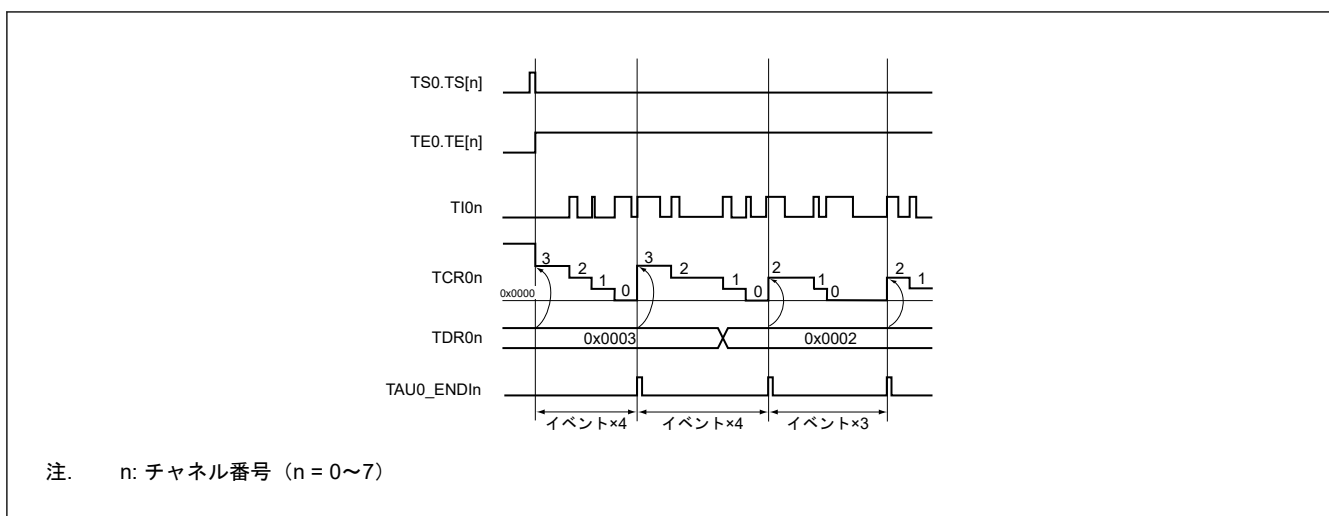 TS0.TS[n]
TE0.TE[n]
TI0n
TCR0n
0x0000
3 2 1 0 3 2 1 0 2 1 0 2 1
TDR0n 0x0003 0x0002
TAU0_ENDIn
イベント×4 イベント×4 イベント×3
注. n: チャネル番号（n = 0～7）